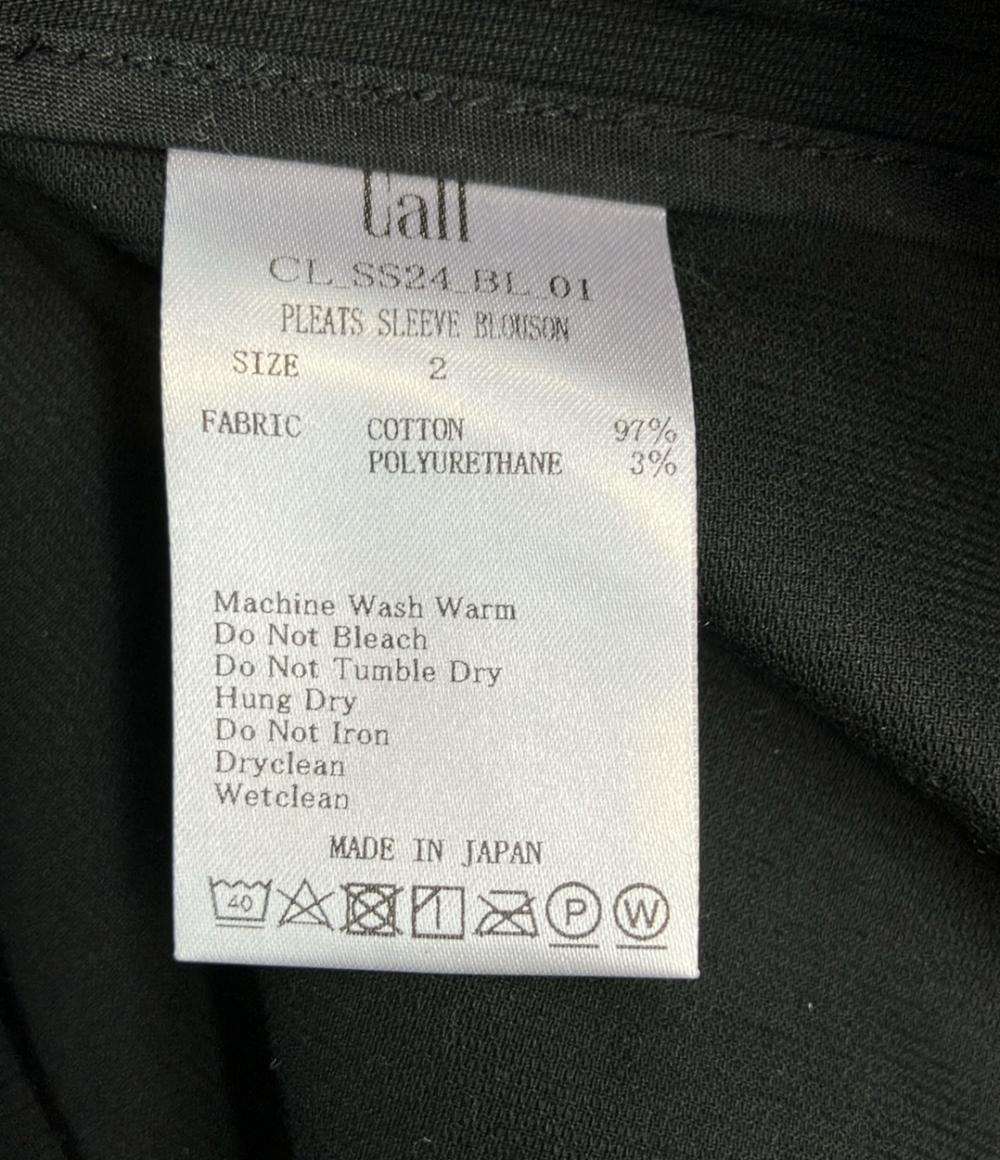 Call
CL_SS24_BL_01
PLEATS SLEEVE BLOUSON
SIZE 2
FABRIC COTTON 97%
POLYURETHANE 3%
Machine Wash Warm
Do Not Bleach
Do Not Tumble Dry
Hung Dry
Do Not Iron
Dryclean
Wetclean
MADE IN JAPAN
40 P W